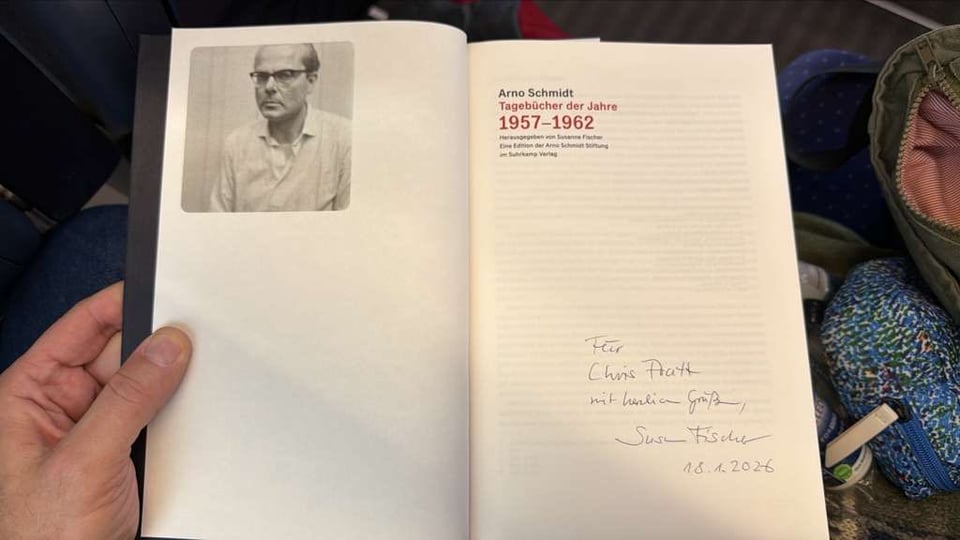 Arno Schmidt
Tagebücher der Jahre
1957–1962
Herausgegeben von Susanne Fischer
Eine Edition der Arno Schmidt Stiftung
im Suhrkamp Verlag
Für
Chris Pratt
mit herzlichen Grüßen,
Susanne Fischer
18.1.2026